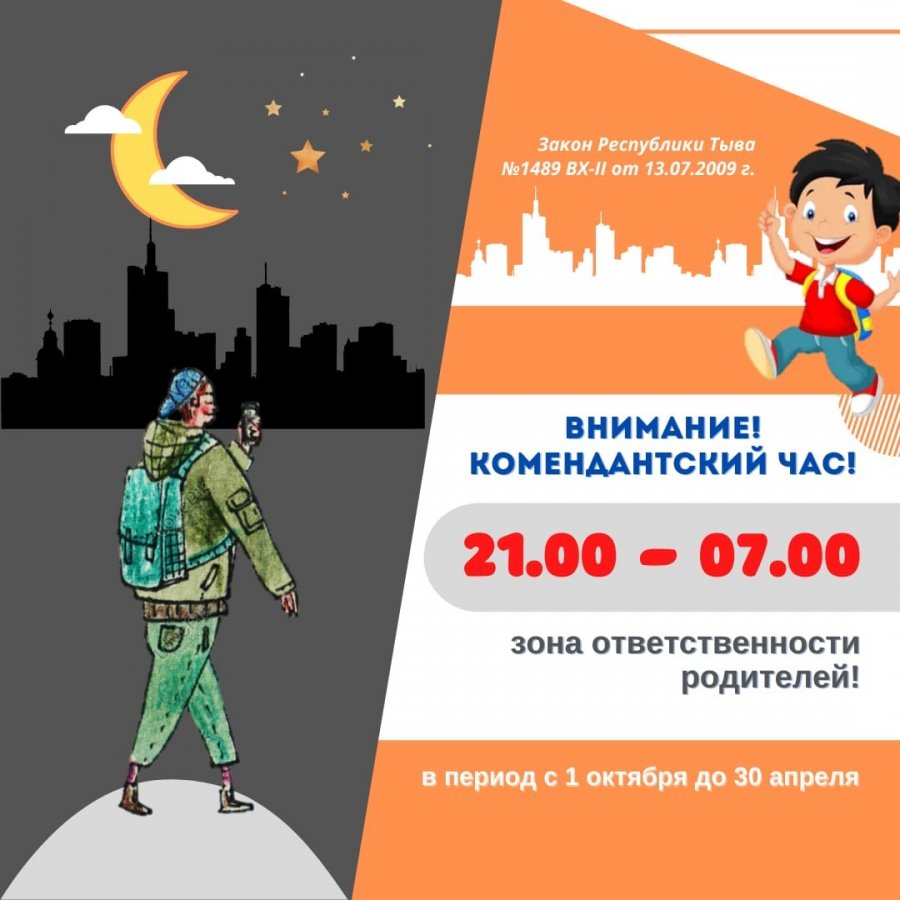 Закон Республики Тыва
№1489 ВХ-II от 13.07.2009 г.
ВНИМАНИЕ!
КОМЕНДАНТСКИЙ ЧАС!
21.00 – 07.00
зона ответственности
родителей!
в период с 1 октября до 30 апреля